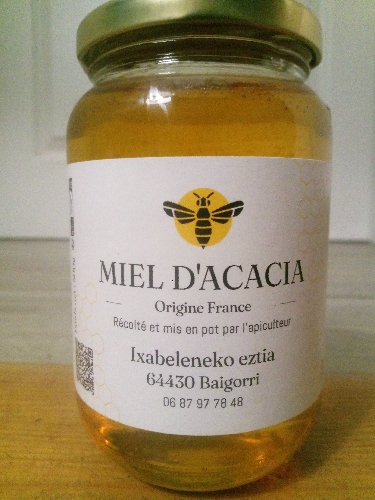 MIEL D'ACACIA
Origine France
Récolté et mis en pot par l'apiculteur
Ixabeleneko eztia
64430 Baigorri
06 87 97 78 48